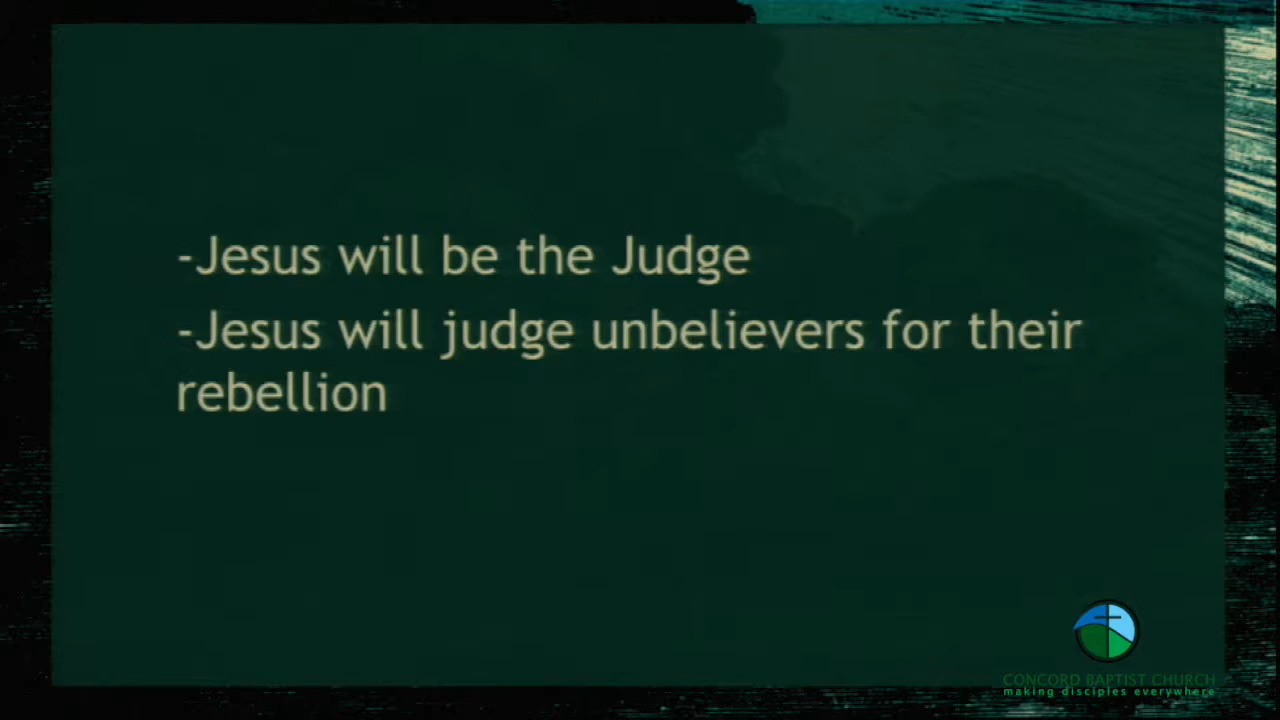 -Jesus will be the Judge
-Jesus will judge unbelievers for their
rebellion
CONCORD BAPTIST CHURCH
making disciples everywhere